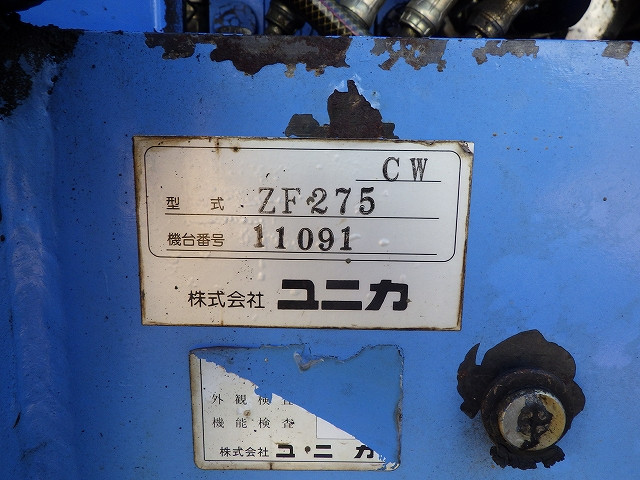 CW
型式 ZF275
機台番号 11091
株式会社 ユニカ
外観検
機能検査
株式会社 ユニカ